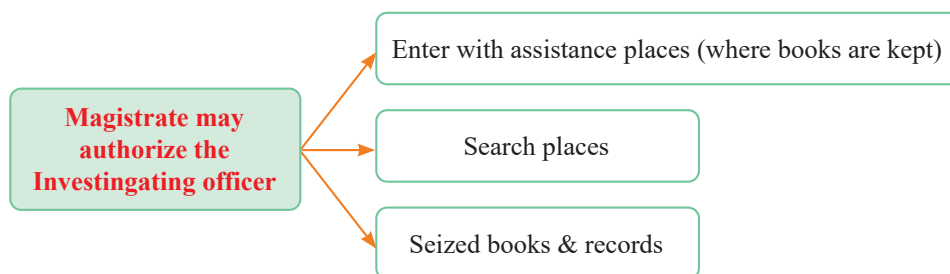 Magistrate may
authorize the
Investingating officer
Enter with assistance places (where books are kept)
Search places
Seized books & records